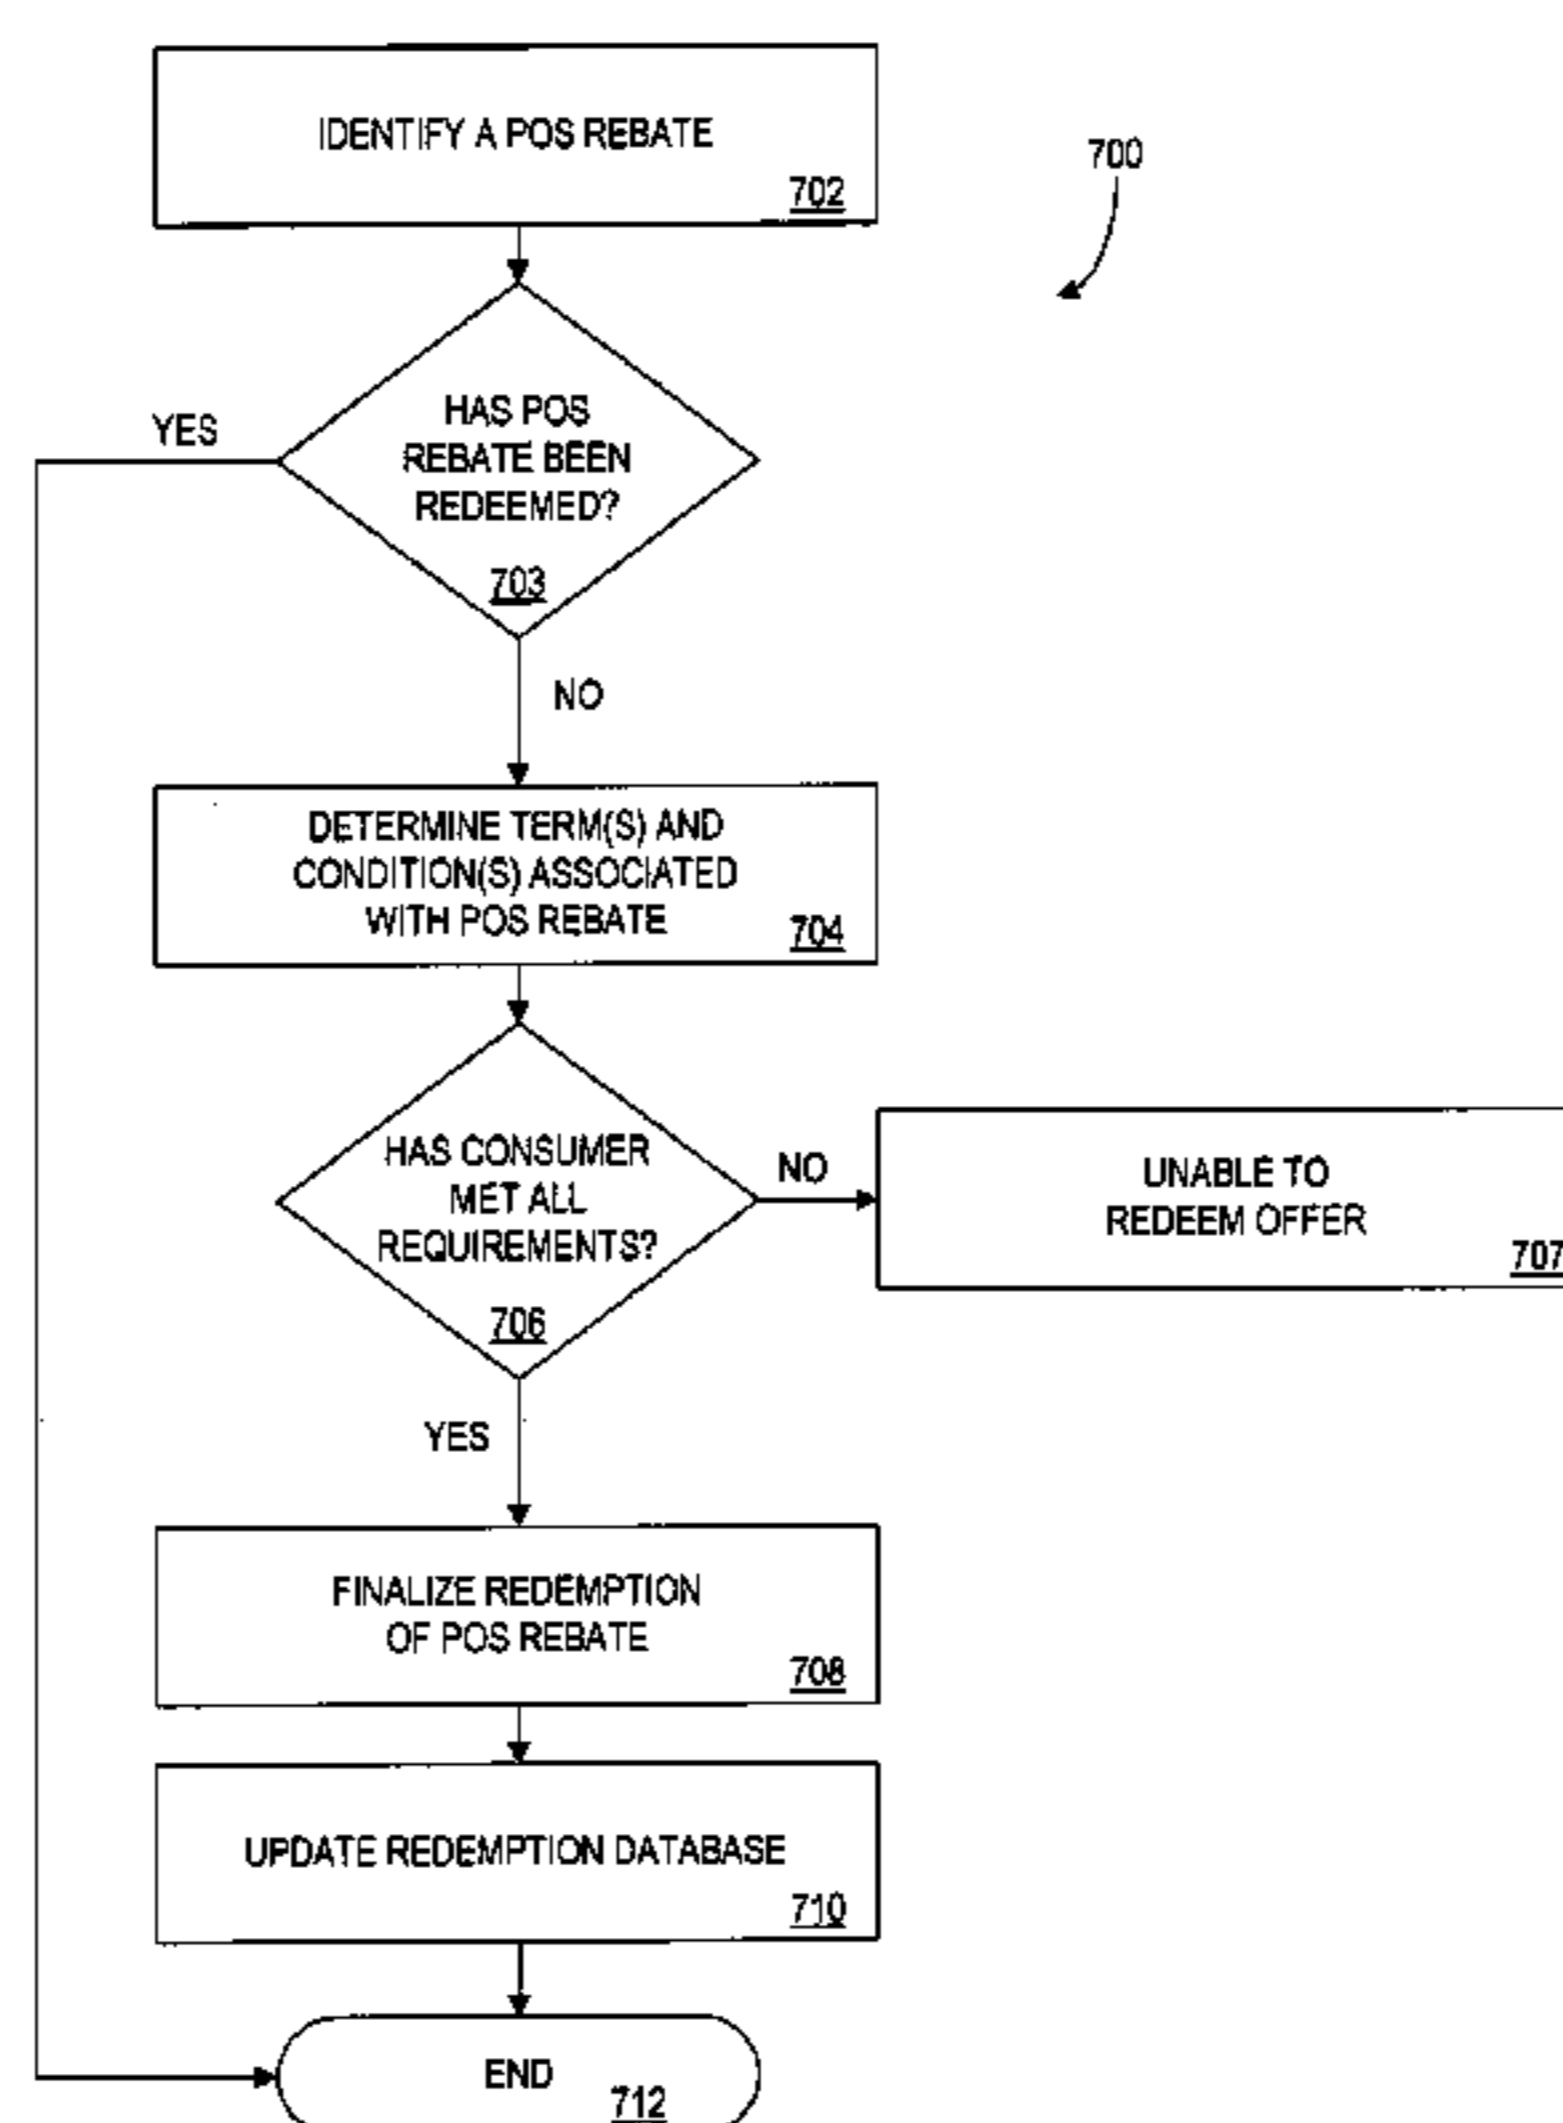 IDENTIFY A POS REBATE
702
700
HAS POS
REBATE BEEN
REDEEMED?
703
YES
NO
DETERMINE TERM(S) AND
CONDITION(S) ASSOCIATED
WITH POS REBATE
704
HAS CONSUMER
MET ALL
REQUIREMENTS?
706
NO
UNABLE TO
REDEEM OFFER
707
YES
FINALIZE REDEMPTION
OF POS REBATE
708
UPDATE REDEMPTION DATABASE
710
END
712